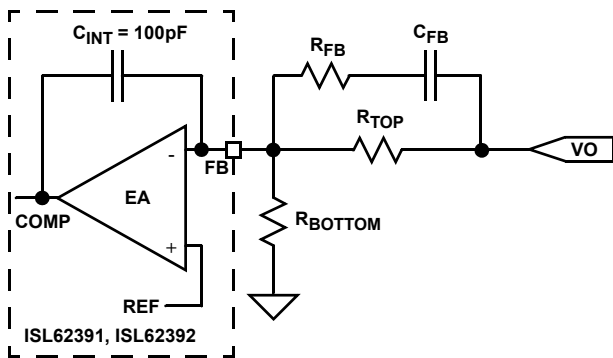 C_INT = 100pF
R_FB
C_FB
R_TOP
VO
-
FB
EA
R_BOTTOM
COMP
+
REF
ISL62391, ISL62392